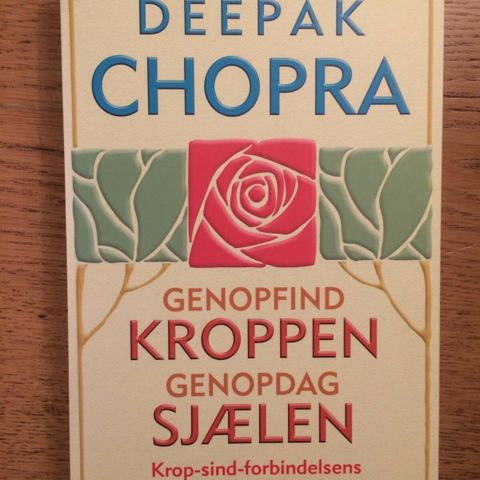 DEEPAK
CHOPRA
GENOPFIND
KROPPEN
GENOPDAG
SJÆLEN
Krop-sind-forbindelsens